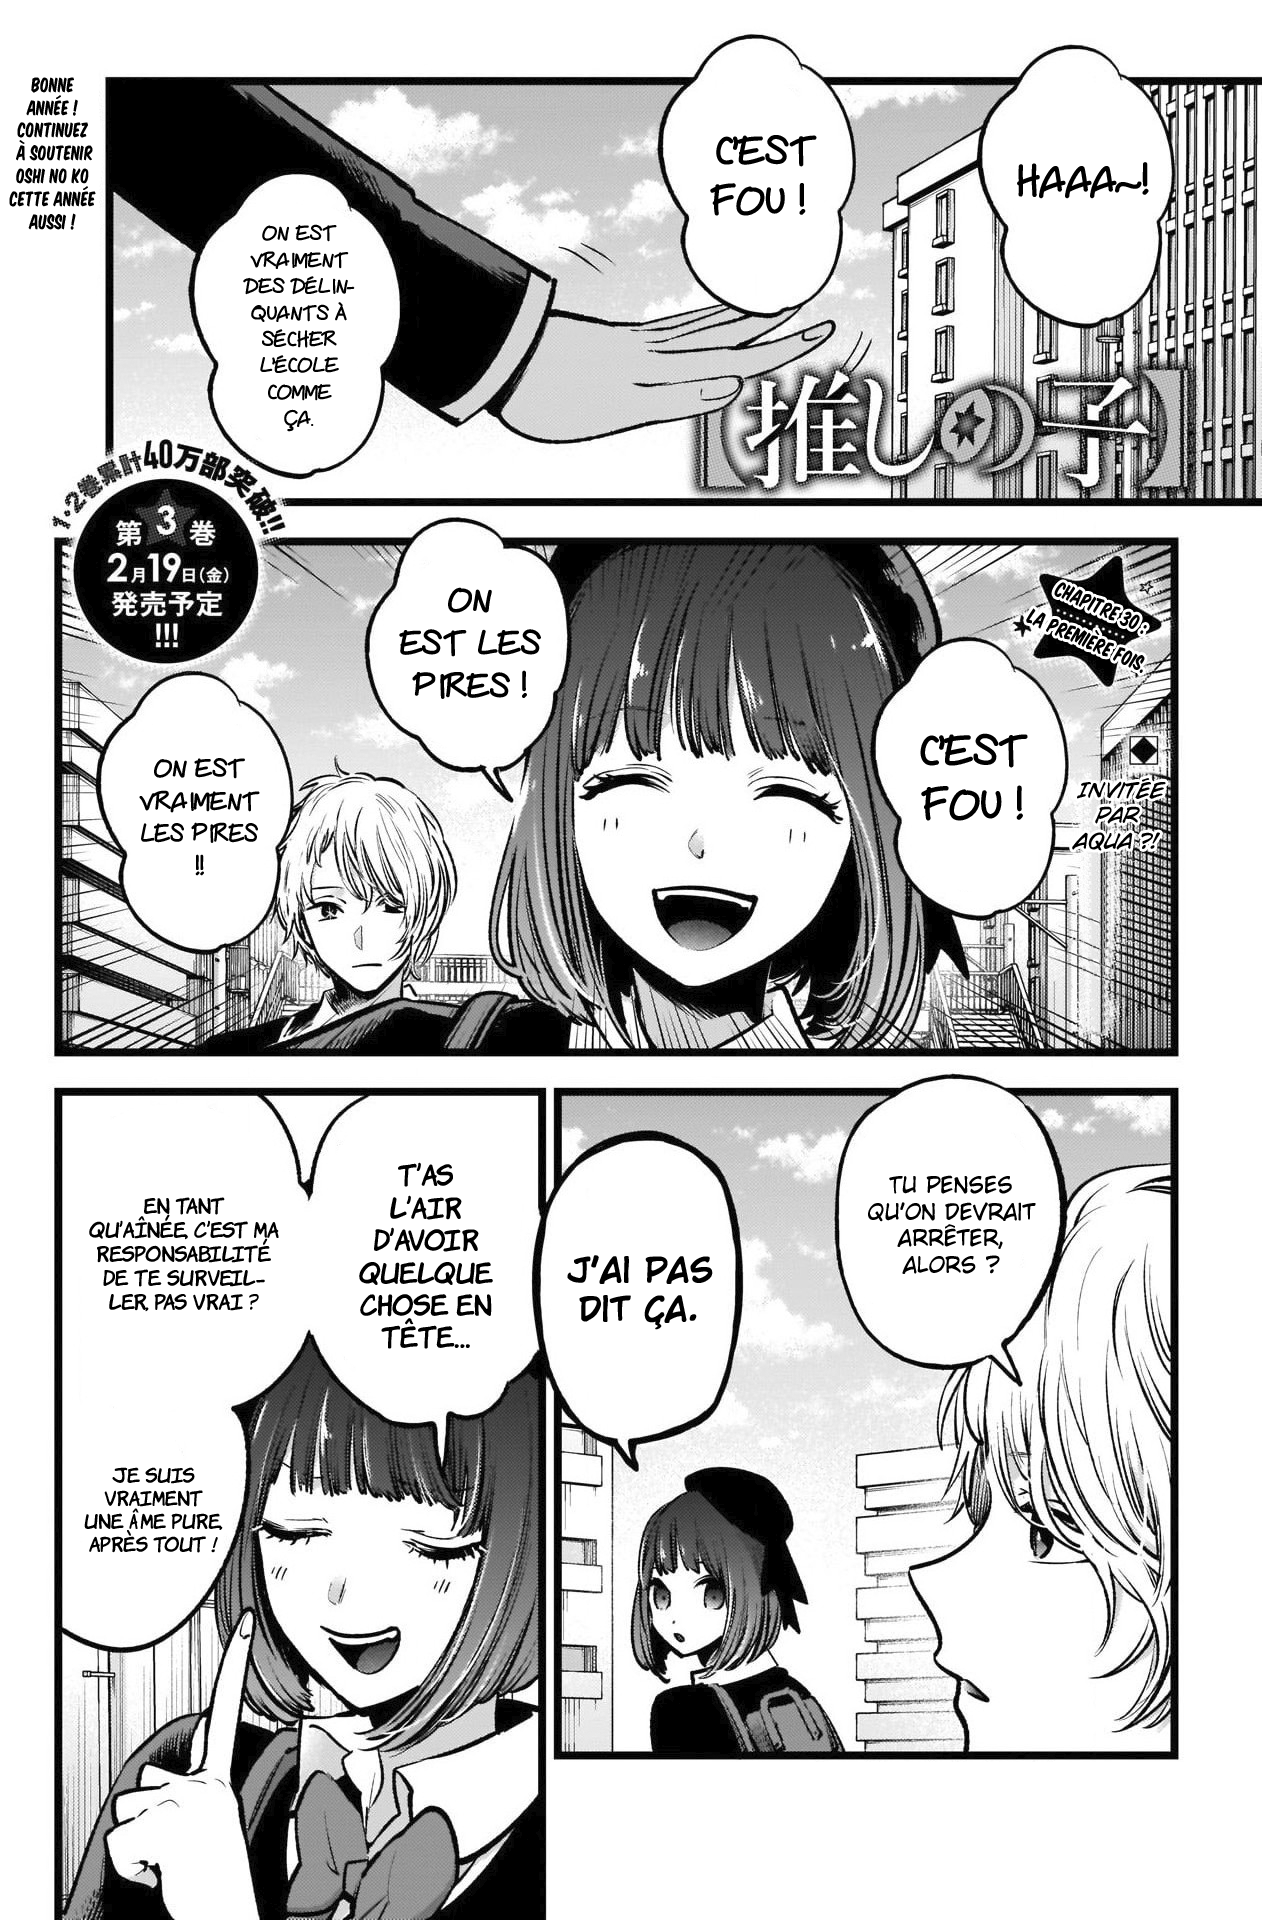 BONNE
ANNÉE !
CONTINUEZ
À SOUTENIR
OSHI NO KO
CETTE ANNÉE
AUSSI !
HAAA~!
C'EST
FOU !
ON EST
VRAIMENT
DES DÉLIN-
QUANTS À
SÉCHER
L'ÉCOLE
COMME
ÇA.
【推しの子】
1・2巻累計40万部突破!!
第3巻
2月19日(金)
発売予定
!!!
CHAPITRE 30 :
LA PREMIÈRE FOIS.
INVITÉE
PAR
AQUA ?!
C'EST
FOU !
ON
EST LES
PIRES !
ON EST
VRAIMENT
LES PIRES
!!
TU PENSES
QU'ON DEVRAIT
ARRÊTER,
ALORS ?
J'AI PAS
DIT ÇA.
T'AS
L'AIR
D'AVOIR
QUELQUE
CHOSE EN
TÊTE...
EN TANT
QU'AÎNÉE, C'EST MA
RESPONSABILITÉ
DE TE SURVEIL-
LER, PAS VRAI ?
JE SUIS
VRAIMENT
UNE ÂME PURE,
APRÈS TOUT !